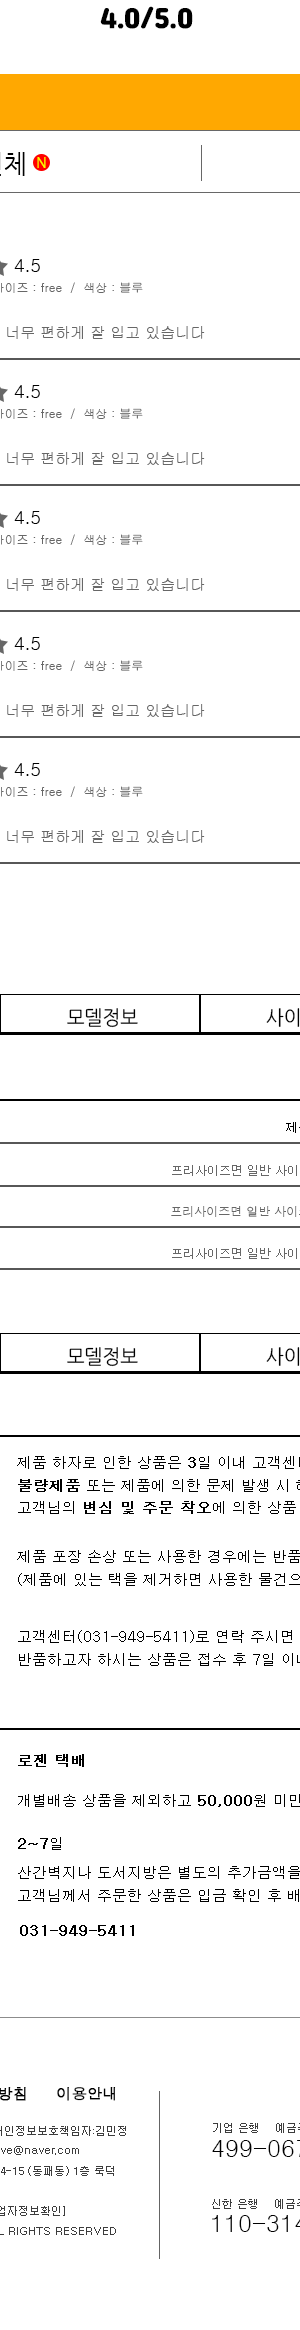 4.0/5.0
체 N
4.5
사이즈 : free / 색상 : 블루
너무 편하게 잘 입고 있습니다
4.5
사이즈 : free / 색상 : 블루
너무 편하게 잘 입고 있습니다
4.5
사이즈 : free / 색상 : 블루
너무 편하게 잘 입고 있습니다
4.5
사이즈 : free / 색상 : 블루
너무 편하게 잘 입고 있습니다
4.5
사이즈 : free / 색상 : 블루
너무 편하게 잘 입고 있습니다
모델정보 사이
제
프리사이즈면 일반 사이
프리사이즈면 일반 사이
프리사이즈면 일반 사이
모델정보 사이
제품 하자로 인한 상품은 3일 이내 고객센
불량제품 또는 제품에 의한 문제 발생 시
고객님의 변심 및 주문 착오에 의한 상품
제품 포장 손상 또는 사용한 경우에는 반품
(제품에 있는 택을 제거하면 사용한 물건으
고객센터(031-949-5411)로 연락 주시면
반품하고자 하시는 상품은 접수 후 7일 이
로젠 택배
개별배송 상품을 제외하고 50,000원 미만
2~7일
산간벽지나 도서지방은 별도의 추가금액을
고객님께서 주문한 상품은 입금 확인 후 배
031-949-5411
방침 이용안내
개인정보보호책임자:김민정
ve@naver.com
4-15 (동패동) 1층 룩덕
업자정보확인]
L RIGHTS RESERVED
기업 은행 예금주
499-067
신한 은행 예금주
110-314